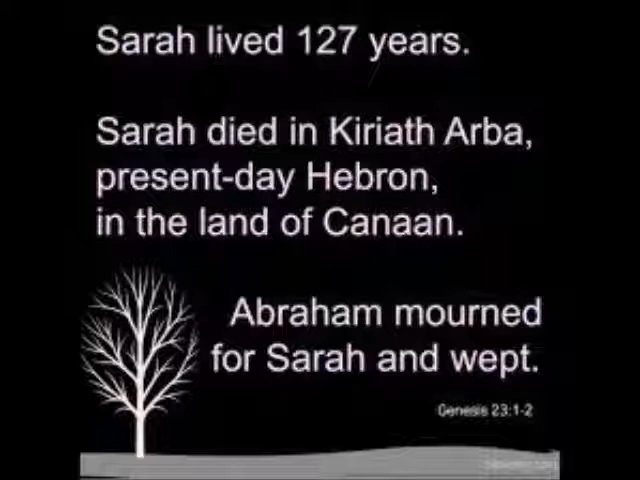 Sarah lived 127 years.
Sarah died in Kiriath Arba,
present-day Hebron,
in the land of Canaan.
Abraham mourned
for Sarah and wept.
Genesis 23:1-2